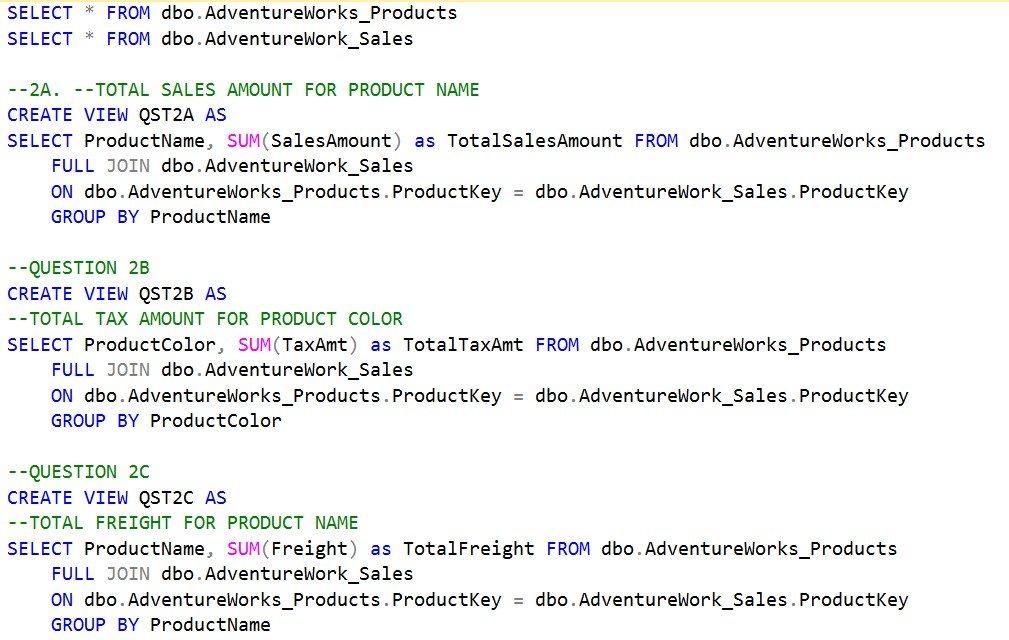 SELECT * FROM dbo.AdventureWorks_Products
SELECT * FROM dbo.AdventureWork_Sales
--2A. --TOTAL SALES AMOUNT FOR PRODUCT NAME
CREATE VIEW QST2A AS
SELECT ProductName, SUM(SalesAmount) as TotalSalesAmount FROM dbo.AdventureWorks_Products
FULL JOIN dbo.AdventureWork_Sales
ON dbo.AdventureWorks_Products.ProductKey = dbo.AdventureWork_Sales.ProductKey
GROUP BY ProductName
--QUESTION 2B
CREATE VIEW QST2B AS
--TOTAL TAX AMOUNT FOR PRODUCT COLOR
SELECT ProductColor, SUM(TaxAmt) as TotalTaxAmt FROM dbo.AdventureWorks_Products
FULL JOIN dbo.AdventureWork_Sales
ON dbo.AdventureWorks_Products.ProductKey = dbo.AdventureWork_Sales.ProductKey
GROUP BY ProductColor
--QUESTION 2C
CREATE VIEW QST2C AS
--TOTAL FREIGHT FOR PRODUCT NAME
SELECT ProductName, SUM(Freight) as TotalFreight FROM dbo.AdventureWorks_Products
FULL JOIN dbo.AdventureWork_Sales
ON dbo.AdventureWorks_Products.ProductKey = dbo.AdventureWork_Sales.ProductKey
GROUP BY ProductName